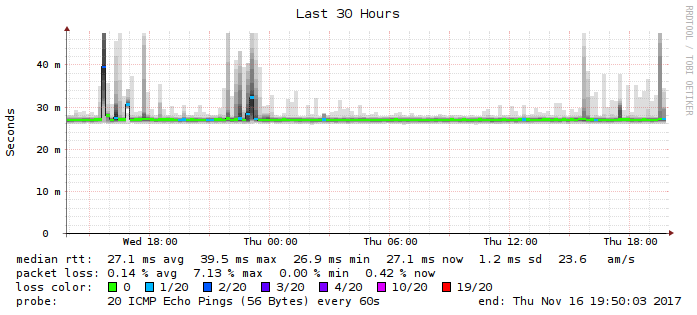 Last 30 Hours
RRDTOOL / TOBI OETIKER
Seconds
40 m
30 m
20 m
10 m
0
Wed 18:00 Thu 00:00 Thu 06:00 Thu 12:00 Thu 18:00
median rtt: 27.1 ms avg 39.5 ms max 26.9 ms min 27.1 ms now 1.2 ms sd 23.6 am/s
packet loss: 0.14 % avg 7.13 % max 0.00 % min 0.42 % now
loss color: 0 1/20 2/20 3/20 4/20 10/20 19/20
probe: 20 ICMP Echo Pings (56 Bytes) every 60s end: Thu Nov 16 19:50:03 2017